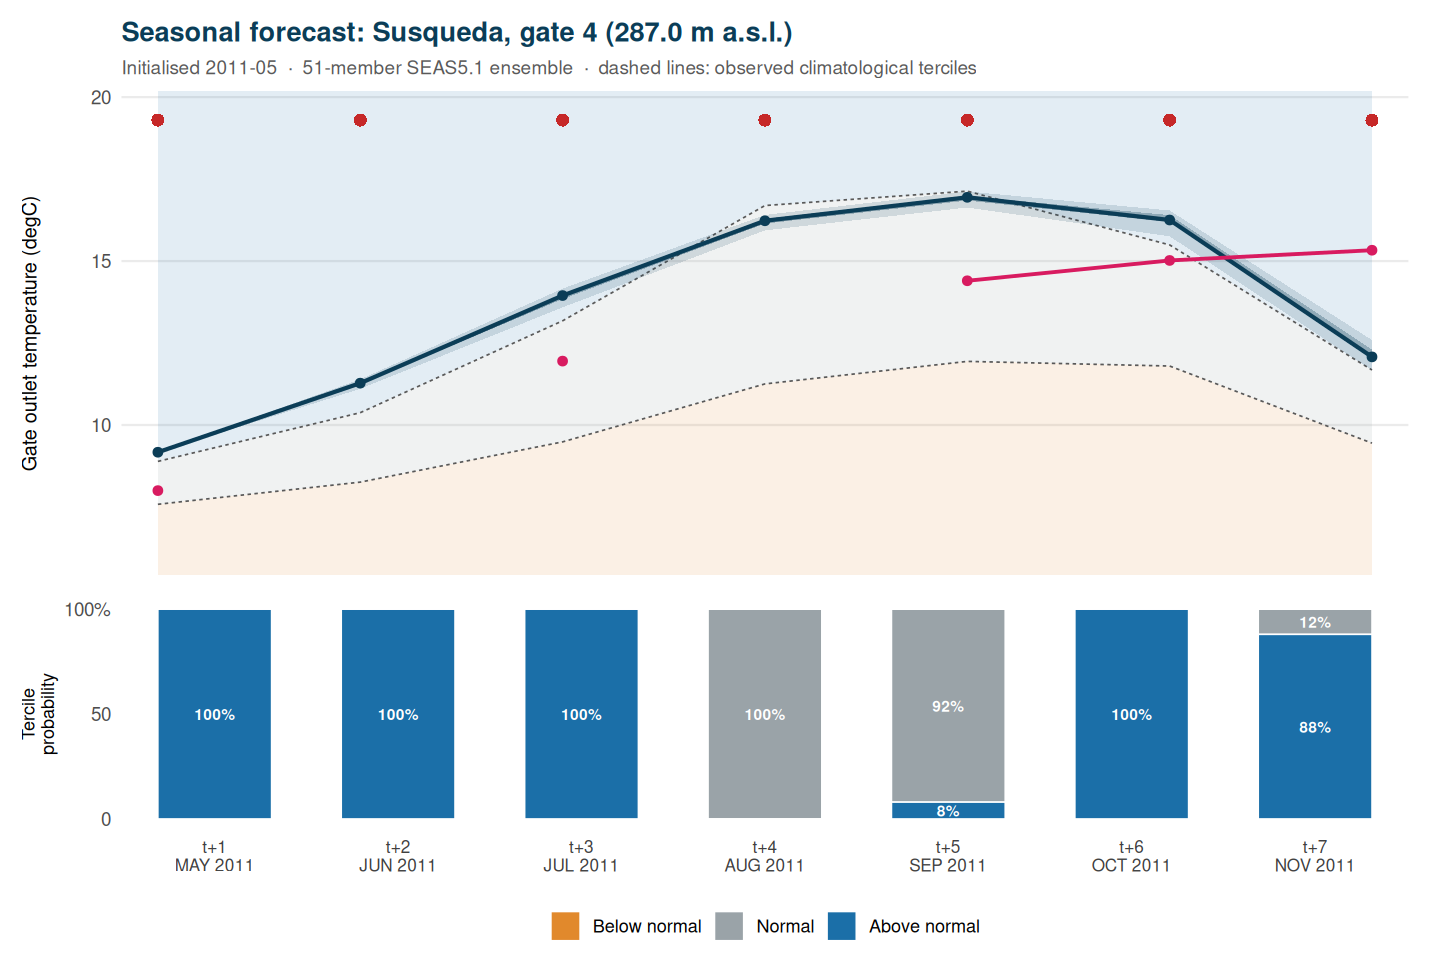 Seasonal forecast: Susqueda, gate 4 (287.0 m a.s.l.)
Initialised 2011-05 · 51-member SEAS5.1 ensemble · dashed lines: observed climatological terciles
Gate outlet temperature (degC)
20
15
10
Tercile
probability
100%
50
0
100%
100%
100%
100%
92%
8%
100%
12%
88%
t+1
MAY 2011
t+2
JUN 2011
t+3
JUL 2011
t+4
AUG 2011
t+5
SEP 2011
t+6
OCT 2011
t+7
NOV 2011
Below normal
Normal
Above normal